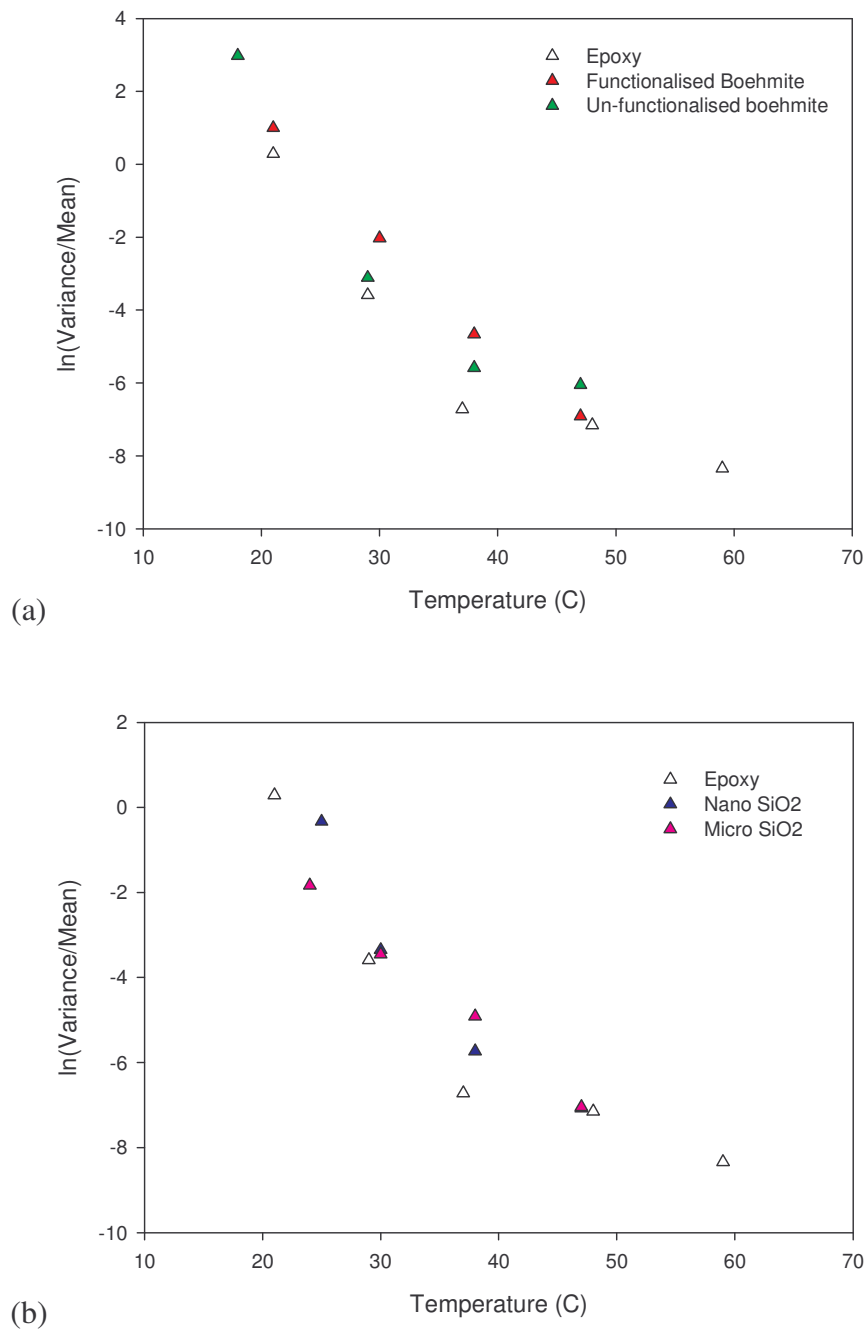 4
2
0
-2
-4
-6
-8
-10
ln(Variance/Mean)
Epoxy
Functionalised Boehmite
Un-functionalised boehmite
10 20 30 40 50 60 70
Temperature (C)
(a)
2
0
-2
-4
-6
-8
-10
ln(Variance/Mean)
Epoxy
Nano SiO2
Micro SiO2
10 20 30 40 50 60 70
Temperature (C)
(b)